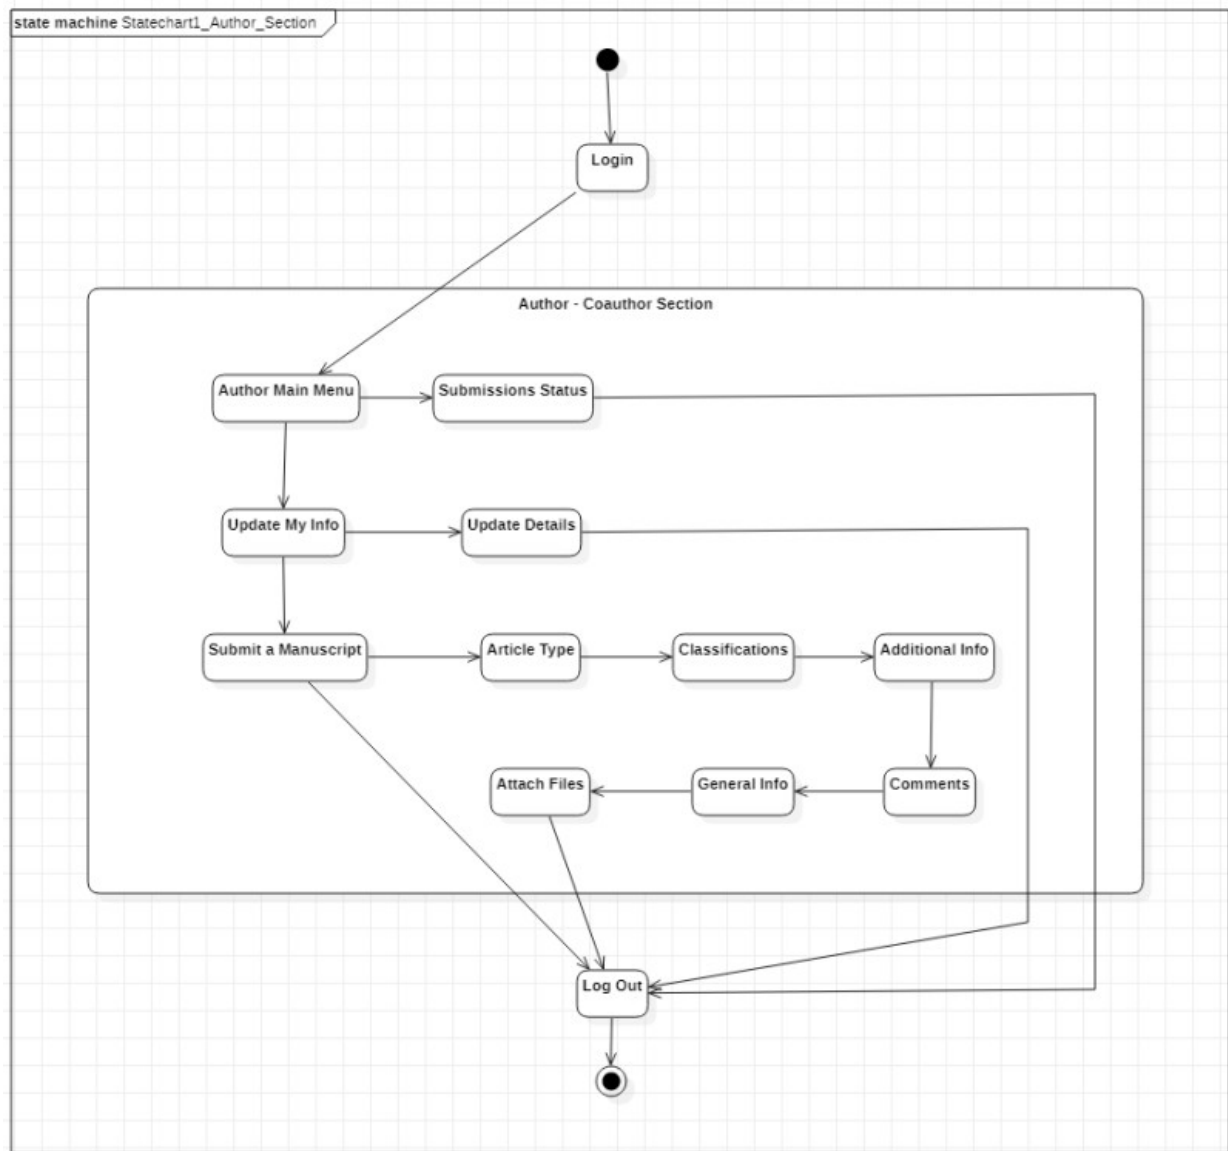 state machine Statechart1_Author_Section
Login
Author - Coauthor Section
Author Main Menu
Submissions Status
Update My Info
Update Details
Submit a Manuscript
Article Type
Classifications
Additional Info
Attach Files
General Info
Comments
Log Out